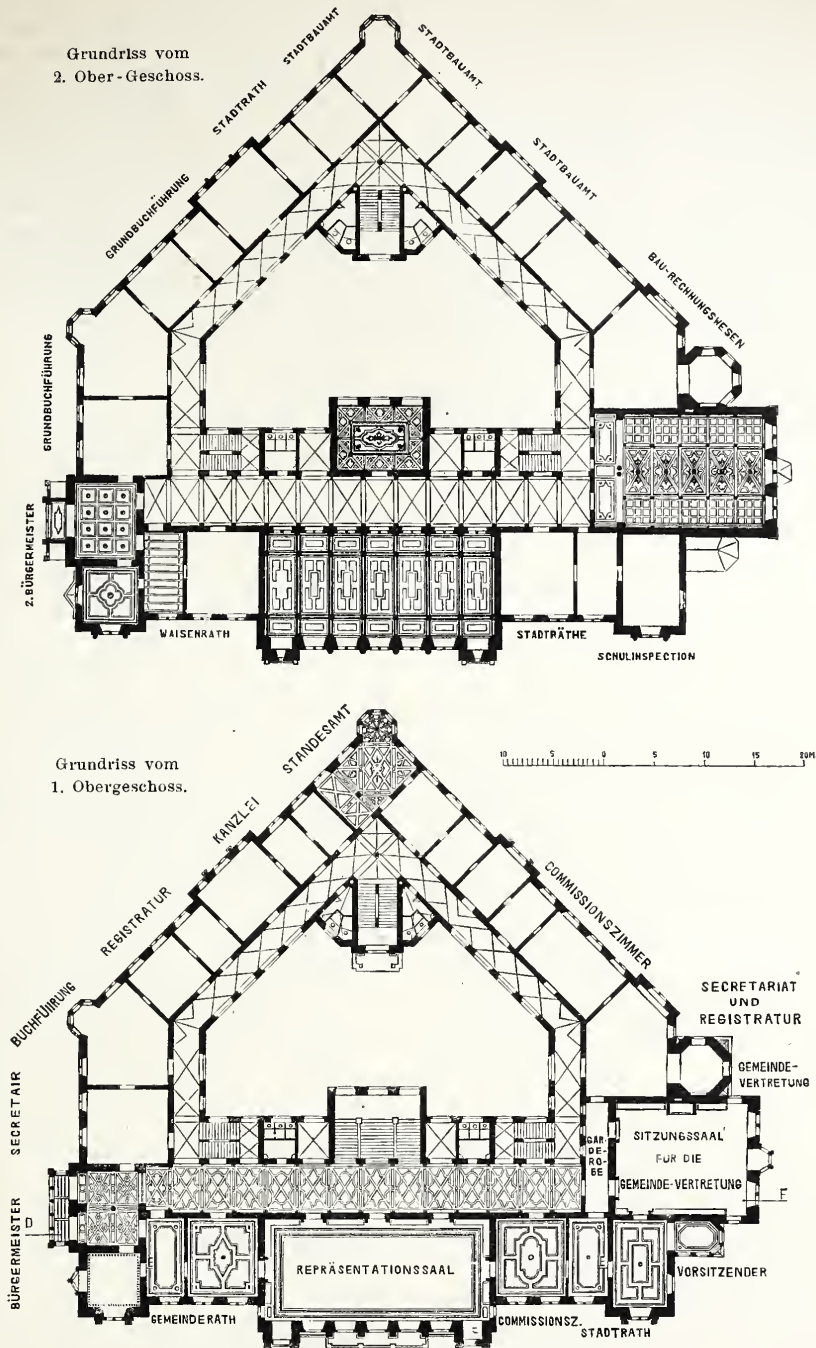 Grundriss vom
2. Ober-Geschoss.
STADTBAUAMT
STADTBAUAMT
STADTRATH
STADTBAUAMT
GRUNDBUCHFÜHRUNG
BAU-RECHNUNGSWESEN
GRUNDBUCHFÜHRUNG
2. BÜRGERMEISTER
WAISENRATH
STADTRÄTHE
SCHULINSPECTION
Grundriss vom
1. Obergeschoss.
STANDESAMT
10 5 0 5 10 15 20M
KANZLEI
REGISTRATUR
COMMISSIONSZIMMER
BUCHFÜHRUNG
SECRETARIAT
UND
REGISTRATUR
GEMEINDE-
VERTRETUNG
SECRETAIR
GAR-
DE-
RO-
BE
SITZUNGSSAAL
FÜR DIE
GEMEINDE-VERTRETUNG
BÜRGERMEISTER
D
F
REPRÄSENTATIONSSAAL
VORSITZENDER
GEMEINDERATH
COMMISSIONSZ.
STADTRATH